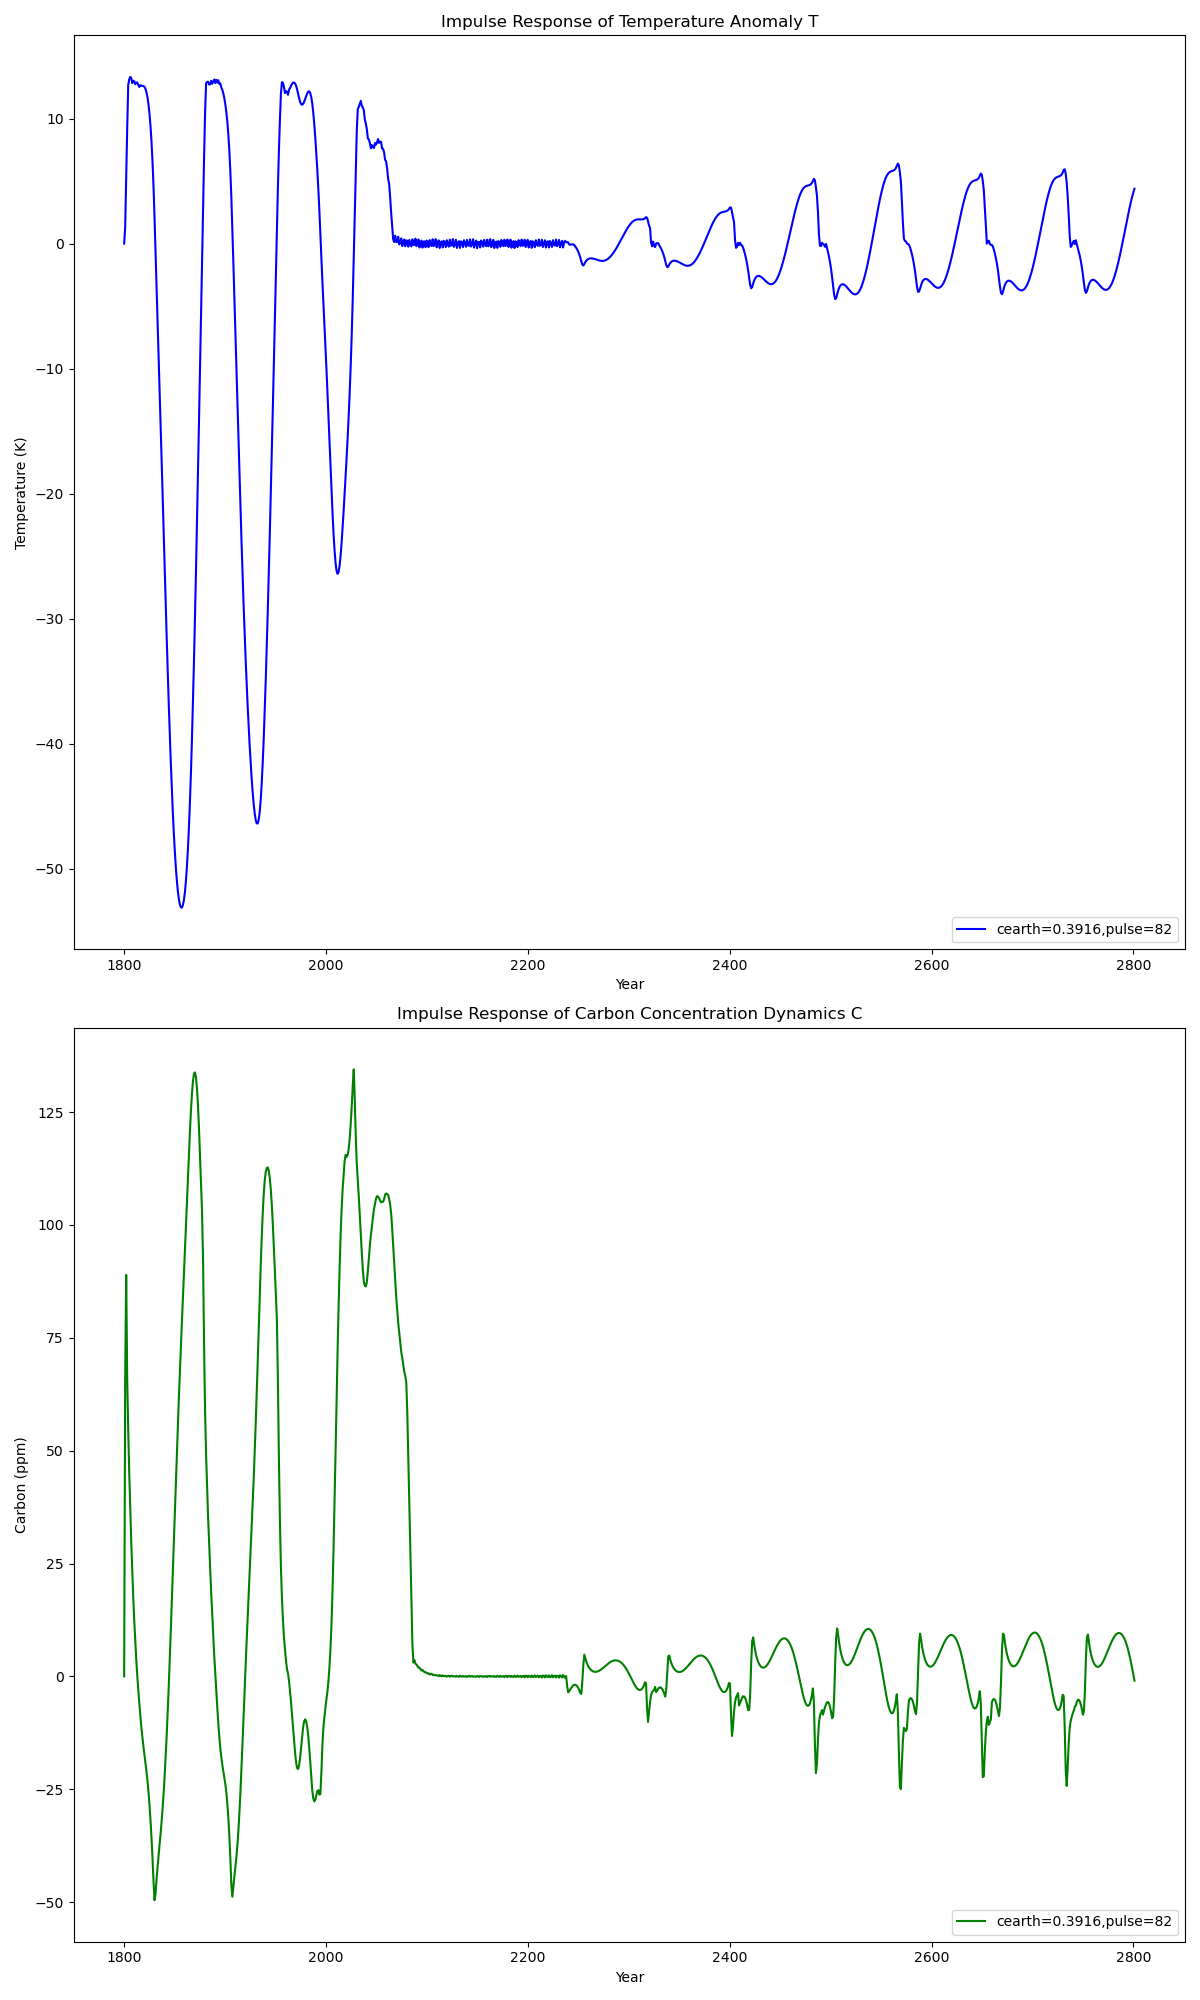 Impulse Response of Temperature Anomaly T
10
0
−10
−20
−30
−40
−50
Temperature (K)
cearth=0.3916,pulse=82
1800 2000 2200 2400 2600 2800
Year
Impulse Response of Carbon Concentration Dynamics C
125
100
75
50
25
0
−25
−50
Carbon (ppm)
cearth=0.3916,pulse=82
1800 2000 2200 2400 2600 2800
Year